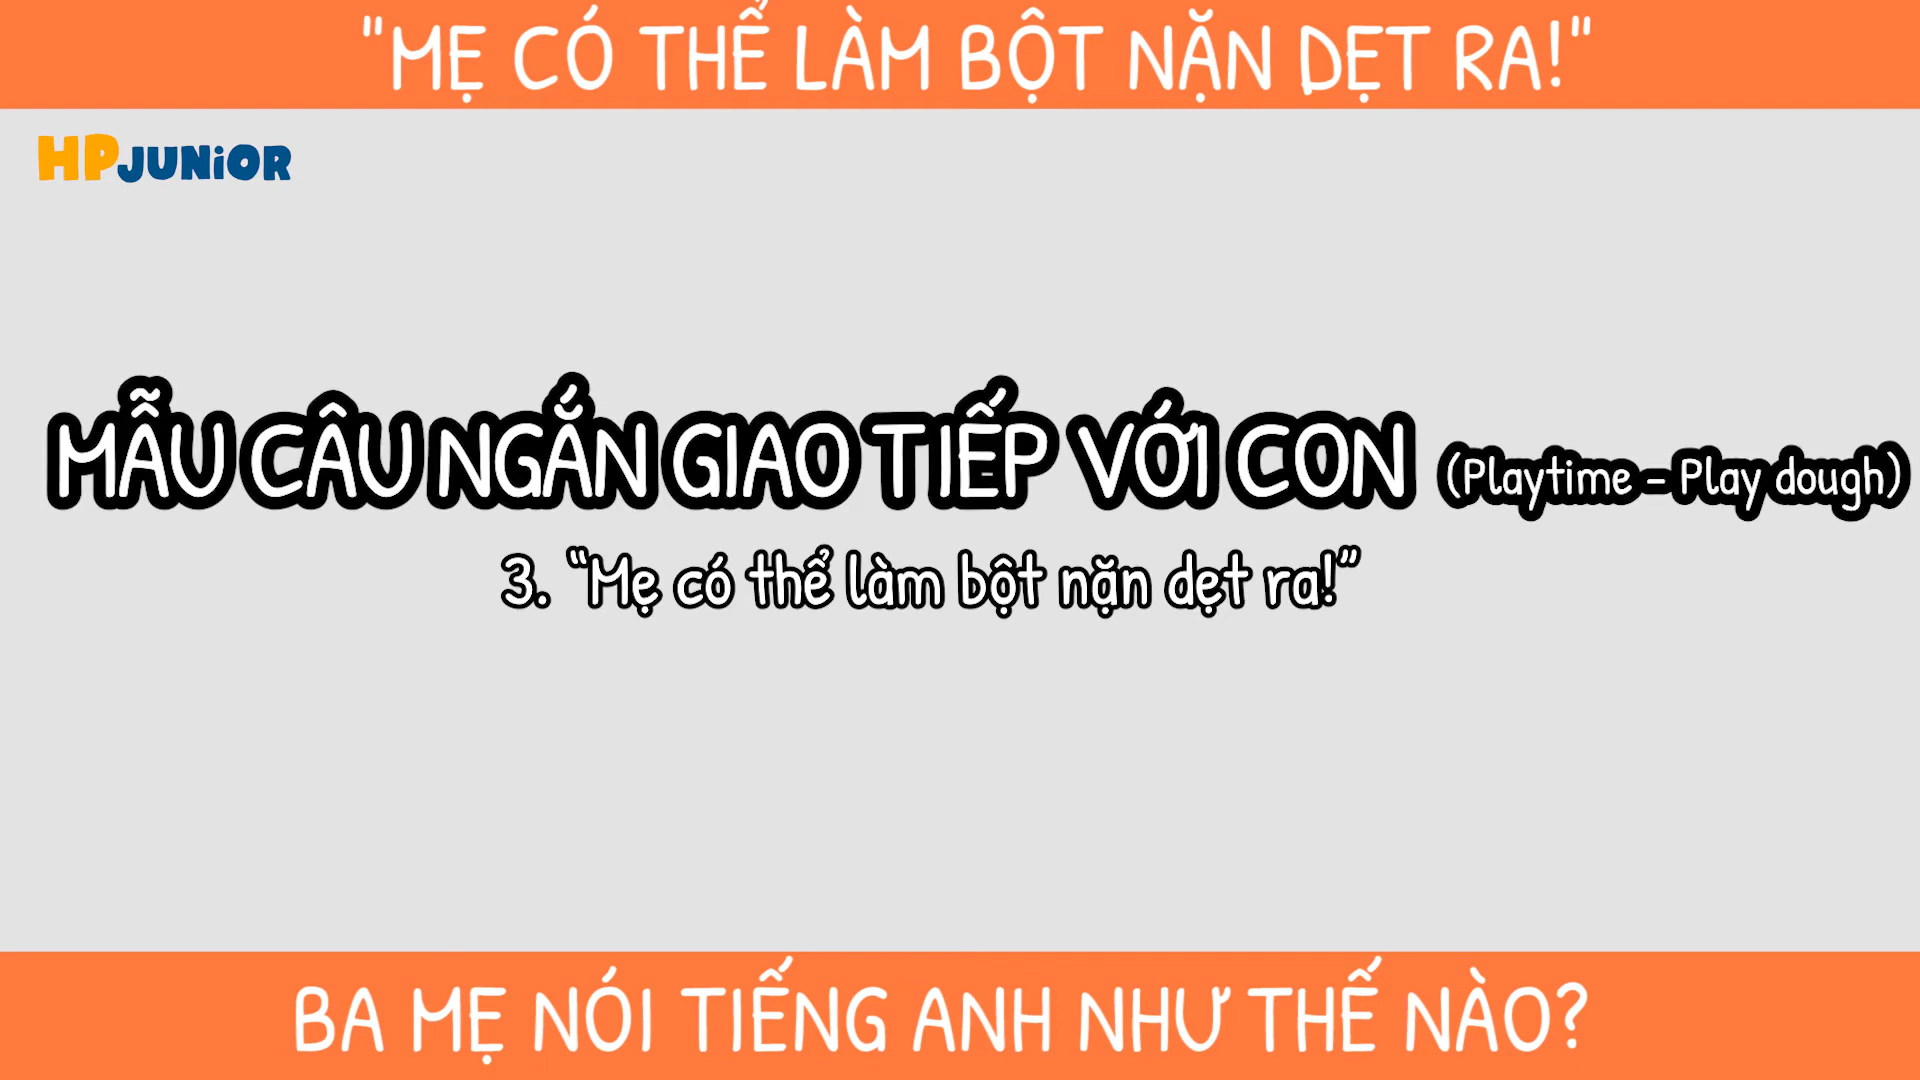 "MẸ CÓ THỂ LÀM BỘT NẶN DẸT RA!"
HPJUNiOR
MẪU CÂU NGẮN GIAO TIẾP VỚI CON (Playtime - Play dough)
3. "Mẹ có thể làm bột nặn dẹt ra!"
BA MẸ NÓI TIẾNG ANH NHƯ THẾ NÀO?